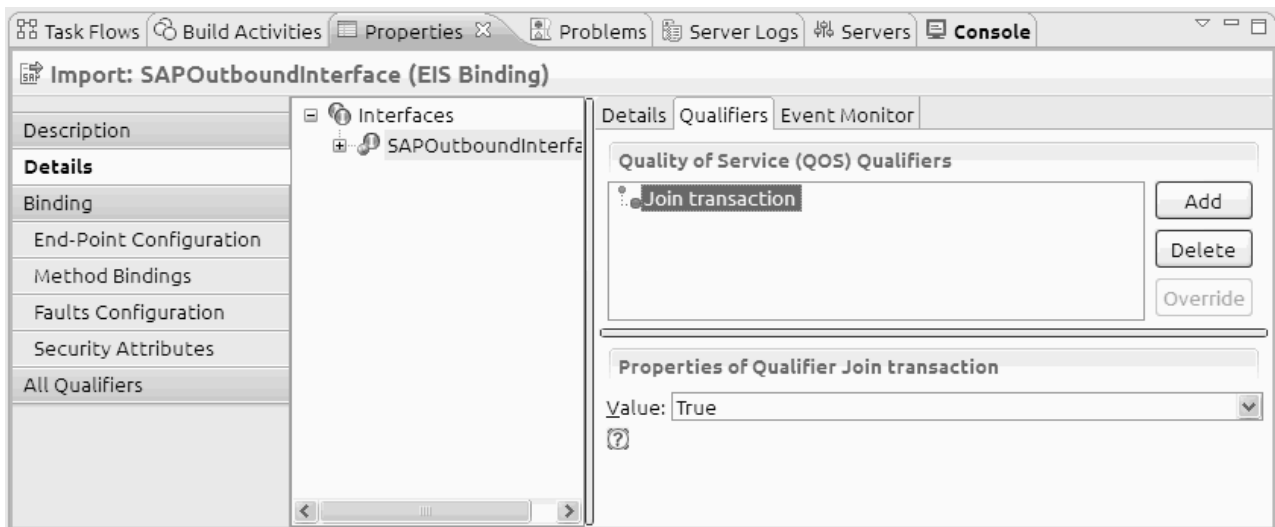 Task Flows Build Activities Properties Problems Server Logs Servers Console
Import: SAPOutboundInterface (EIS Binding)
Description
Details
Binding
End-Point Configuration
Method Bindings
Faults Configuration
Security Attributes
All Qualifiers
Interfaces
SAPOutboundInterfa
Details Qualifiers Event Monitor
Quality of Service (QOS) Qualifiers
Join transaction
Add
Delete
Override
Properties of Qualifier Join transaction
Value: True
?